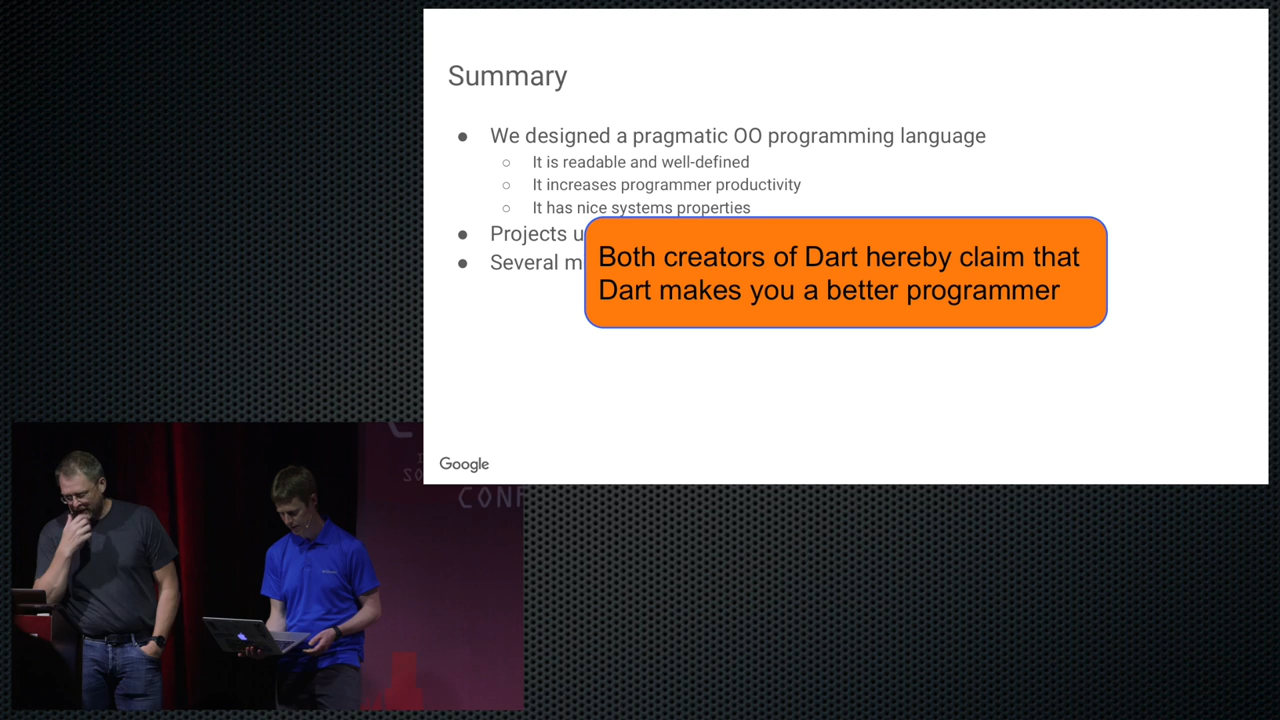 Summary
● We designed a pragmatic OO programming language
○ It is readable and well-defined
○ It increases programmer productivity
○ It has nice systems properties
● Projects u
● Several m
Both creators of Dart hereby claim that
Dart makes you a better programmer
Google
SO
CONF